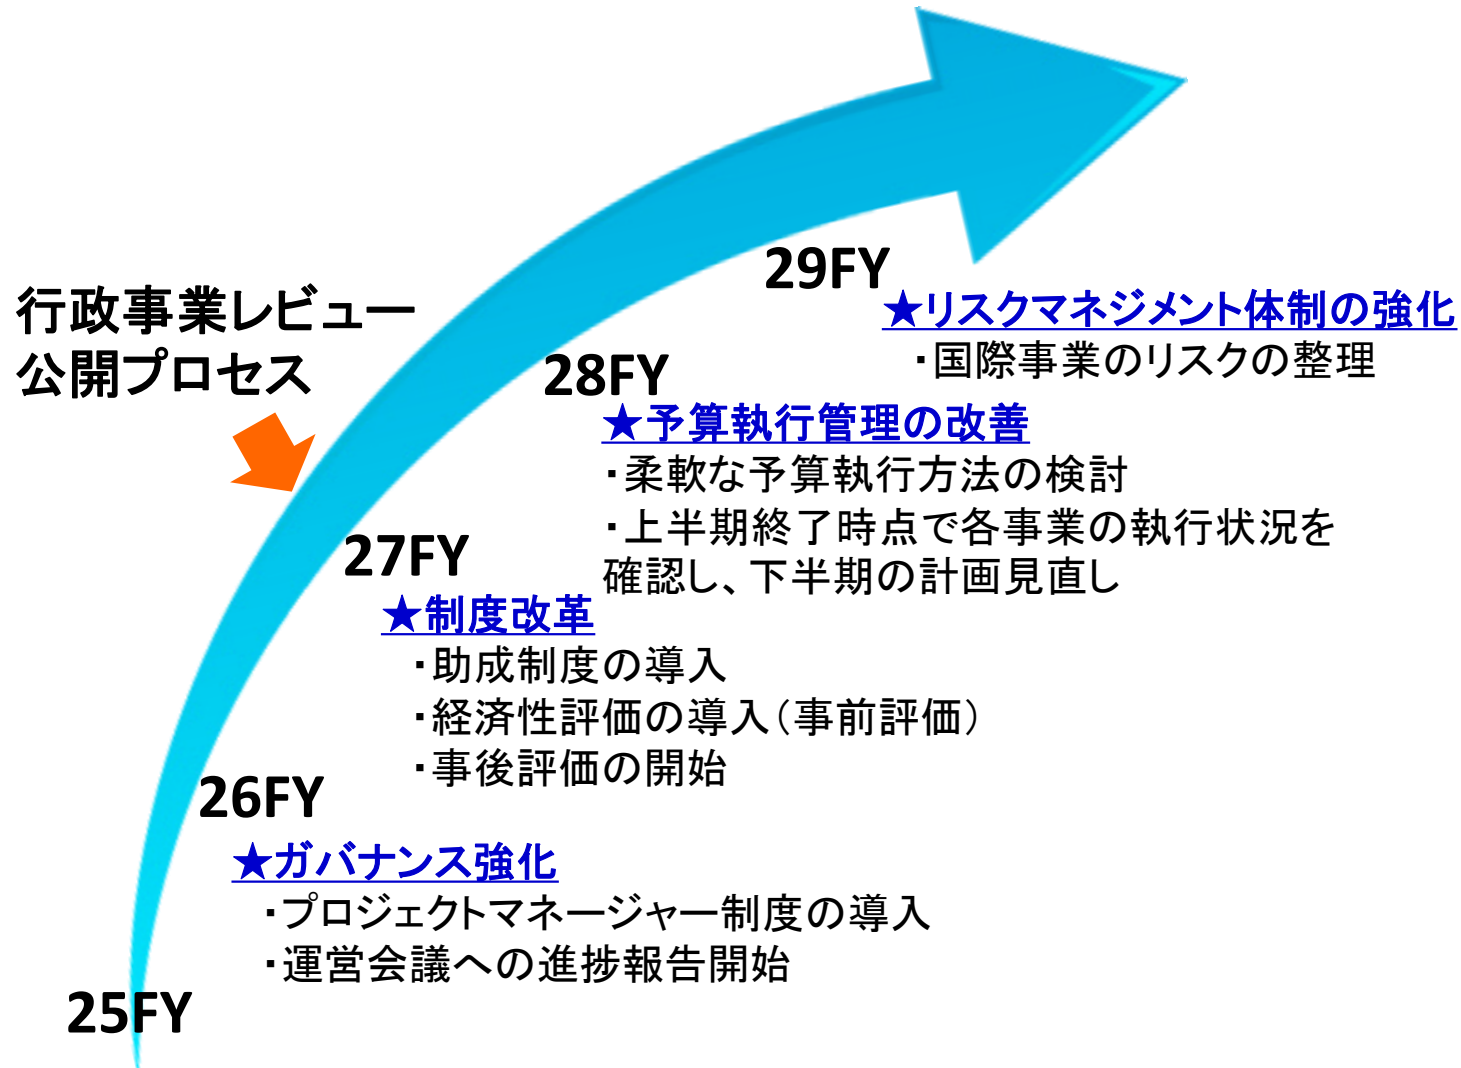 29FY
★リスクマネジメント体制の強化
・国際事業のリスクの整理
行政事業レビュー
公開プロセス
28FY
★予算執行管理の改善
・柔軟な予算執行方法の検討
・上半期終了時点で各事業の執行状況を
確認し、下半期の計画見直し
27FY
★制度改革
・助成制度の導入
・経済性評価の導入（事前評価）
・事後評価の開始
26FY
★ガバナンス強化
・プロジェクトマネージャー制度の導入
・運営会議への進捗報告開始
25FY